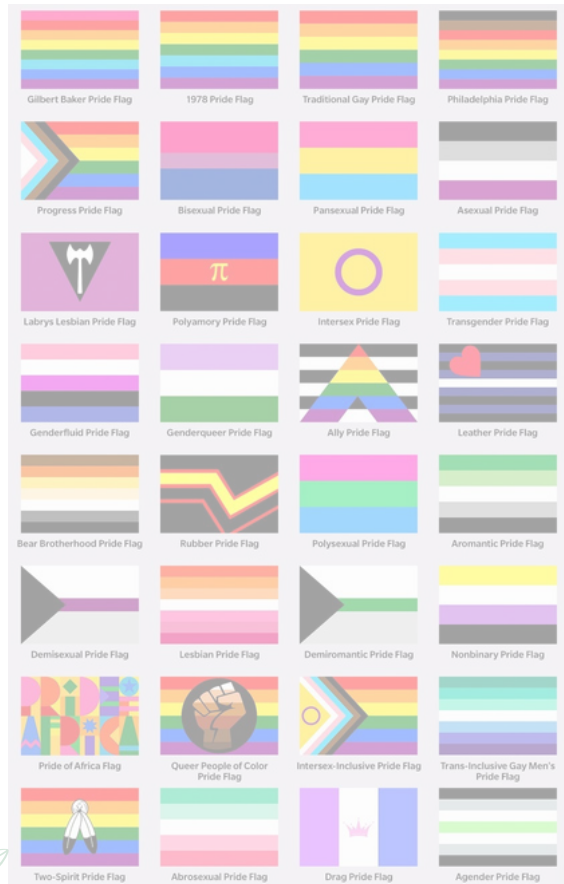 Gilbert Baker Pride Flag
1978 Pride Flag
Traditional Gay Pride Flag
Philadelphia Pride Flag
Progress Pride Flag
Bisexual Pride Flag
Pansexual Pride Flag
Asexual Pride Flag
Labrys Lesbian Pride Flag
π
Polyamory Pride Flag
Intersex Pride Flag
Transgender Pride Flag
Genderfluid Pride Flag
Genderqueer Pride Flag
Ally Pride Flag
Leather Pride Flag
Bear Brotherhood Pride Flag
Rubber Pride Flag
Polysexual Pride Flag
Aromantic Pride Flag
Demisexual Pride Flag
Lesbian Pride Flag
Demiromantic Pride Flag
Nonbinary Pride Flag
PRIDE
AFRICA
Pride of Africa Flag
Queer People of Color
Pride Flag
Intersex-Inclusive Pride Flag
Trans-Inclusive Gay Men's
Pride Flag
Two-Spirit Pride Flag
Abrosexual Pride Flag
Drag Pride Flag
Agender Pride Flag